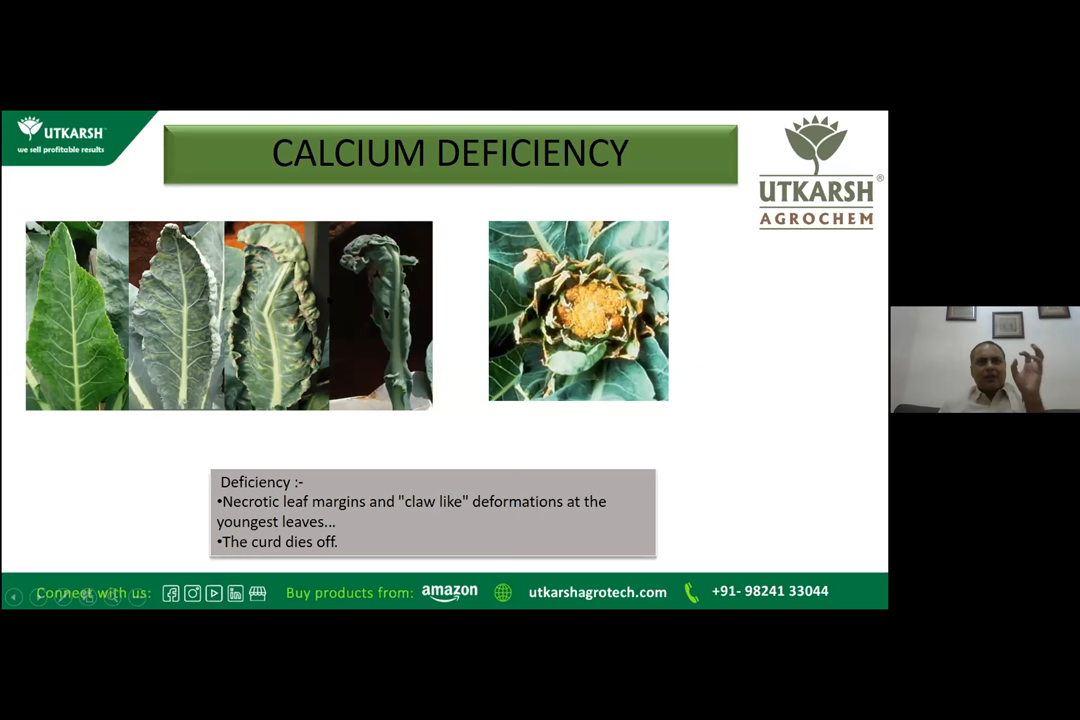 UTKARSH
we sell profitable results
CALCIUM DEFICIENCY
UTKARSH®
AGROCHEM
Deficiency :-
•Necrotic leaf margins and "claw like" deformations at the
youngest leaves...
•The curd dies off.
Connect with us: Buy products from: amazon utkarshagrotech.com +91- 98241 33044